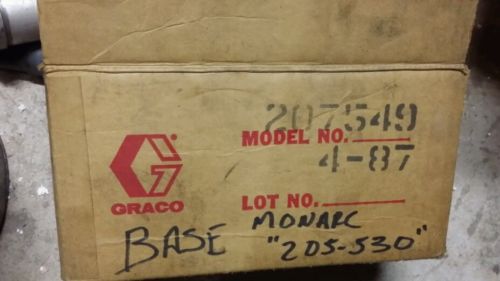 207549
MODEL NO.
4-87
GRACO
LOT NO.
BASE MONARC
"205-530"